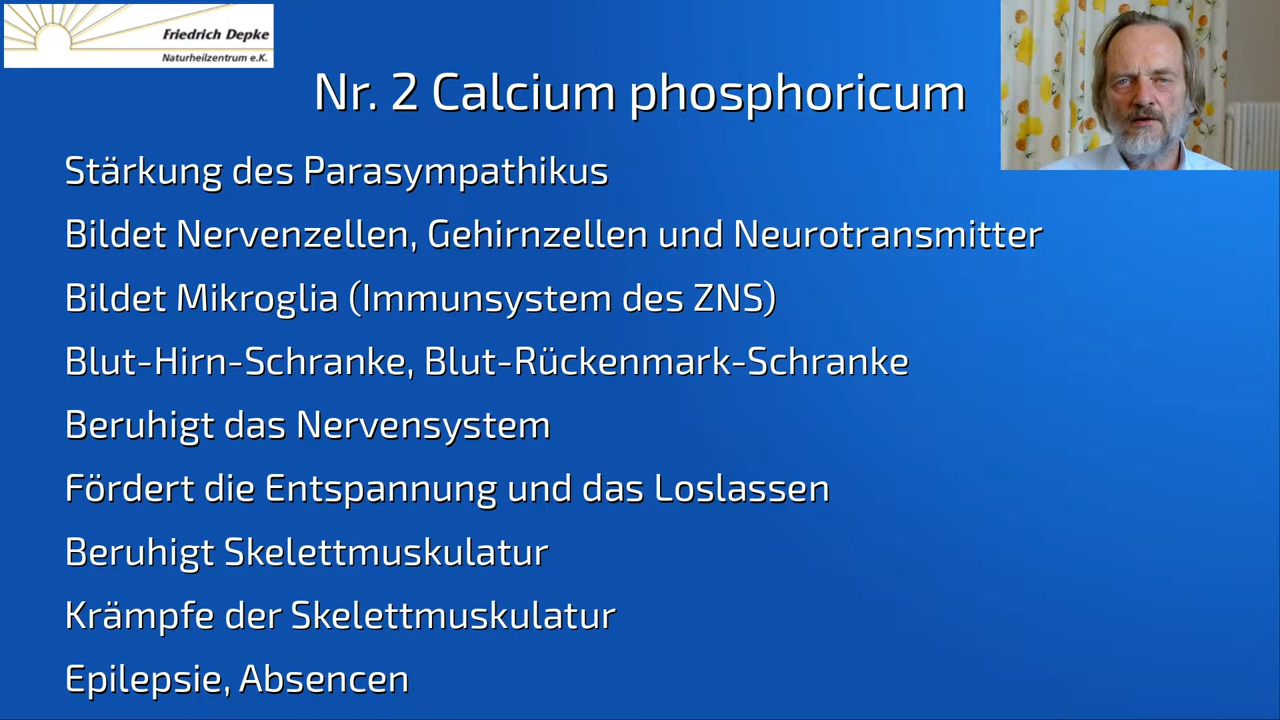 Friedrich Depke
Naturheilzentrum e.K.
Nr. 2 Calcium phosphoricum
Stärkung des Parasympathikus
Bildet Nervenzellen, Gehirnzellen und Neurotransmitter
Bildet Mikroglia (Immunsystem des ZNS)
Blut-Hirn-Schranke, Blut-Rückenmark-Schranke
Beruhigt das Nervensystem
Fördert die Entspannung und das Loslassen
Beruhigt Skelettmuskulatur
Krämpfe der Skelettmuskulatur
Epilepsie, Absencen